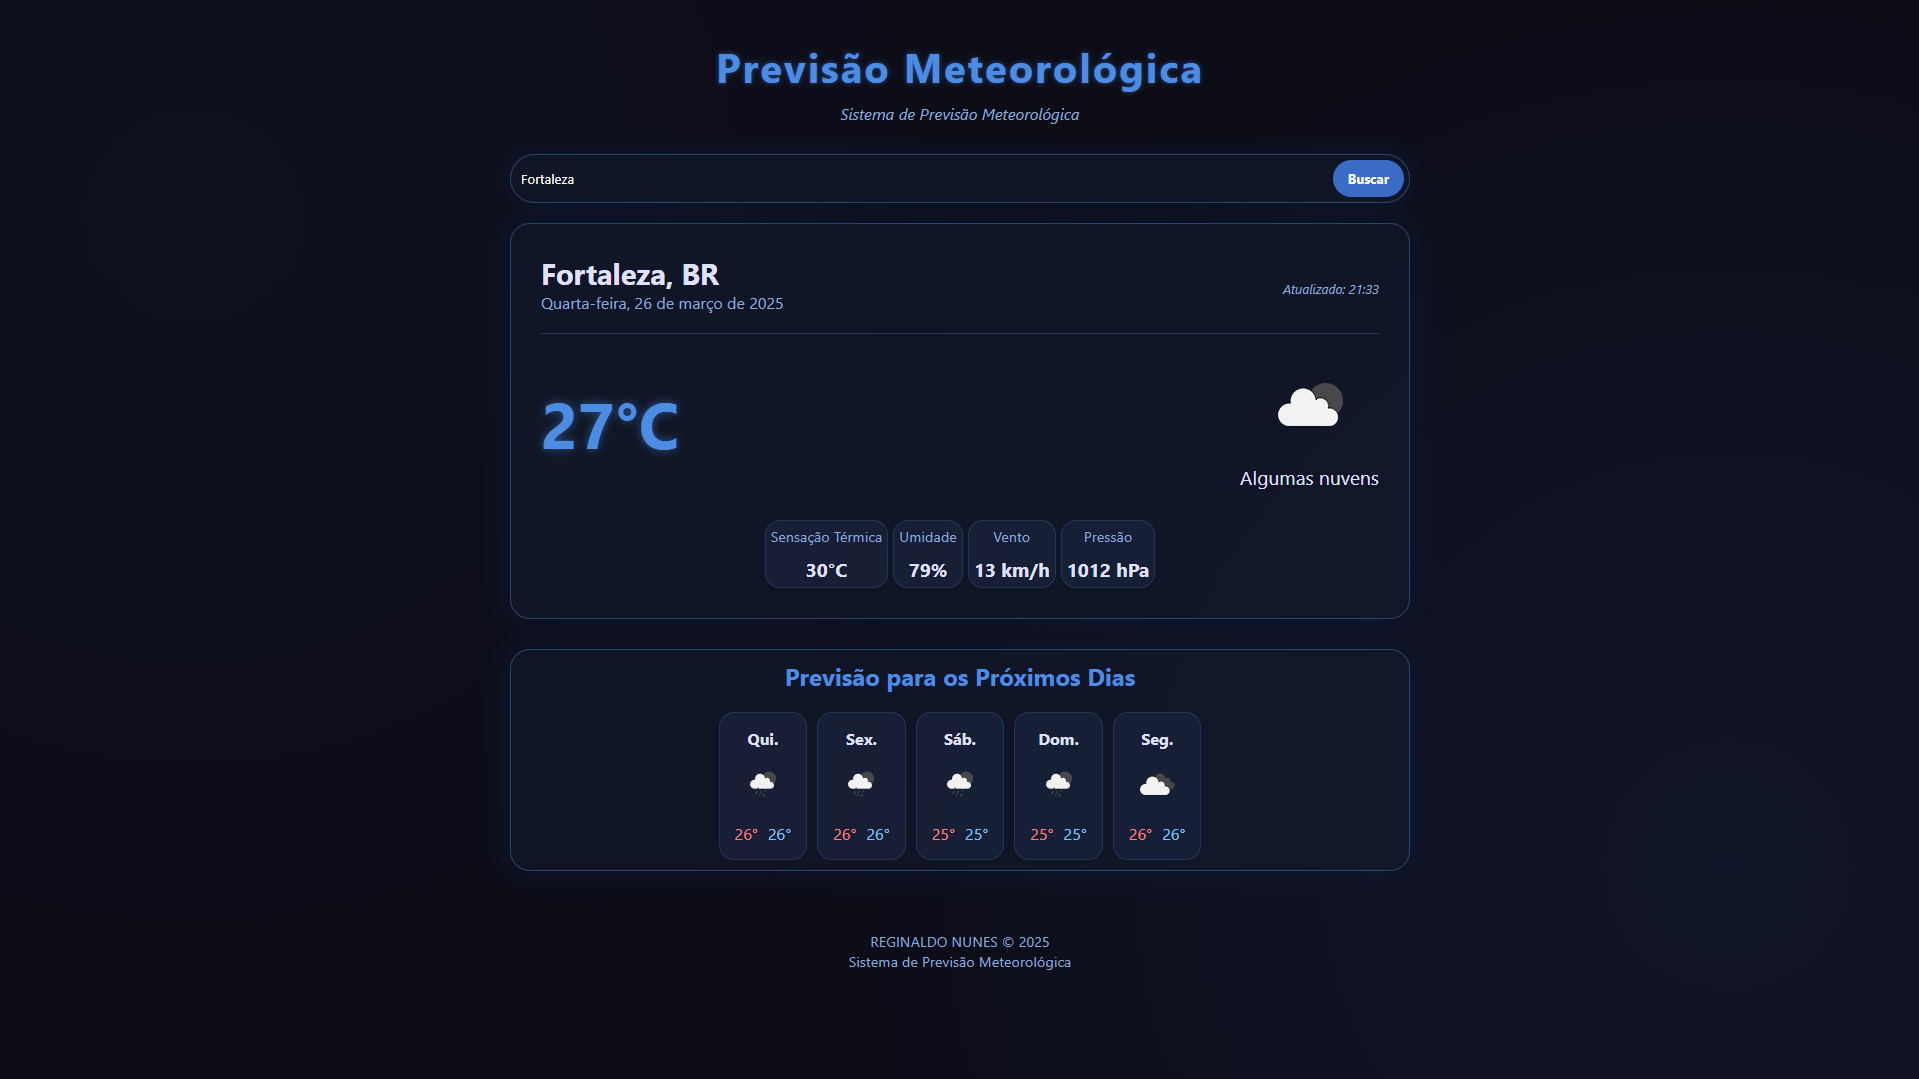 Previsão Meteorológica
Sistema de Previsão Meteorológica
Fortaleza
Buscar
Fortaleza, BR
Quarta-feira, 26 de março de 2025
Atualizado: 21:33
27°C
Algumas nuvens
Sensação Térmica
30°C
Umidade
79%
Vento
13 km/h
Pressão
1012 hPa
Previsão para os Próximos Dias
Qui.
26° 26°
Sex.
26° 26°
Sáb.
25° 25°
Dom.
25° 25°
Seg.
26° 26°
REGINALDO NUNES © 2025
Sistema de Previsão Meteorológica